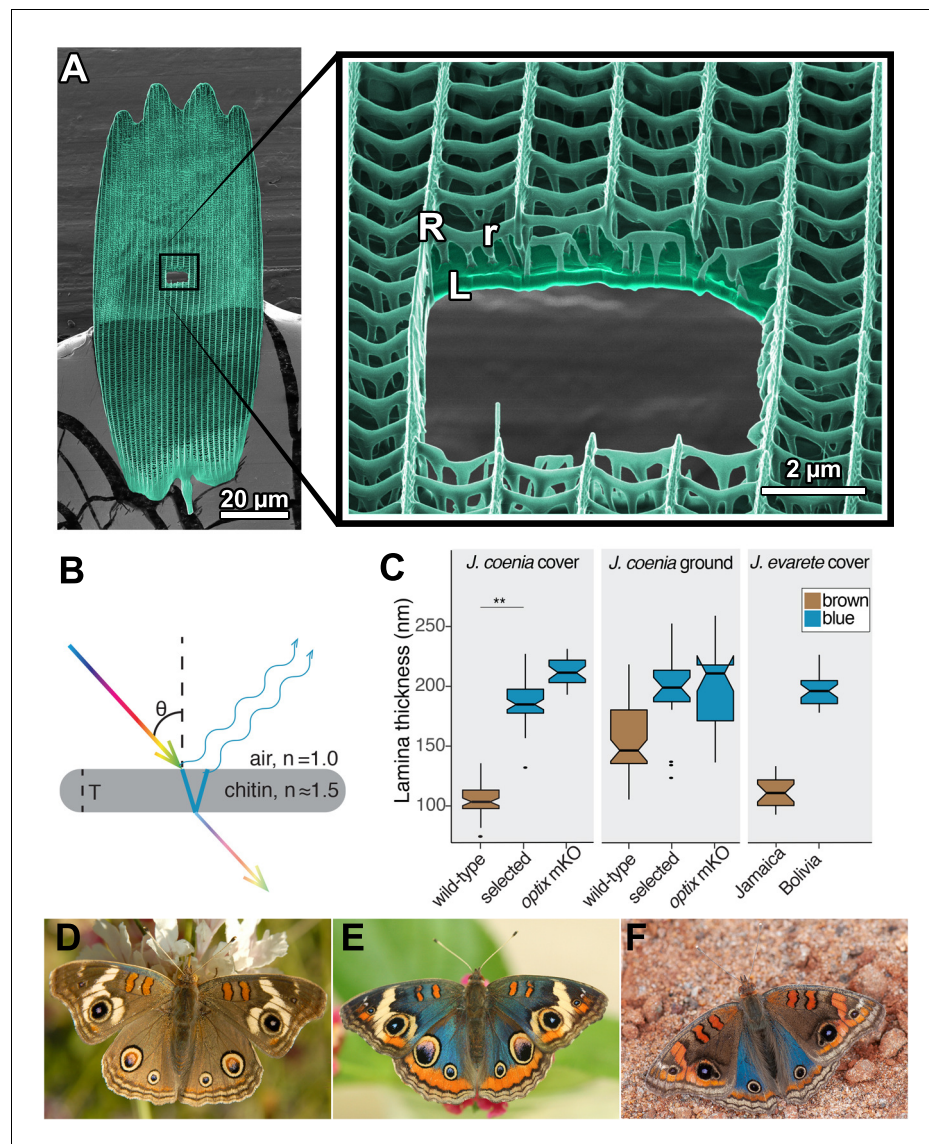 A
R
r
L
20 µm
2 µm
B
θ
air, n=1.0
T
chitin, n≈1.5
C
J. coenia cover
J. coenia ground
J. evarete cover
brown
blue
**
Lamina thickness (nm)
250
200
150
100
wild-type
selected
optix mKO
wild-type
selected
optix mKO
Jamaica
Bolivia
D
E
F